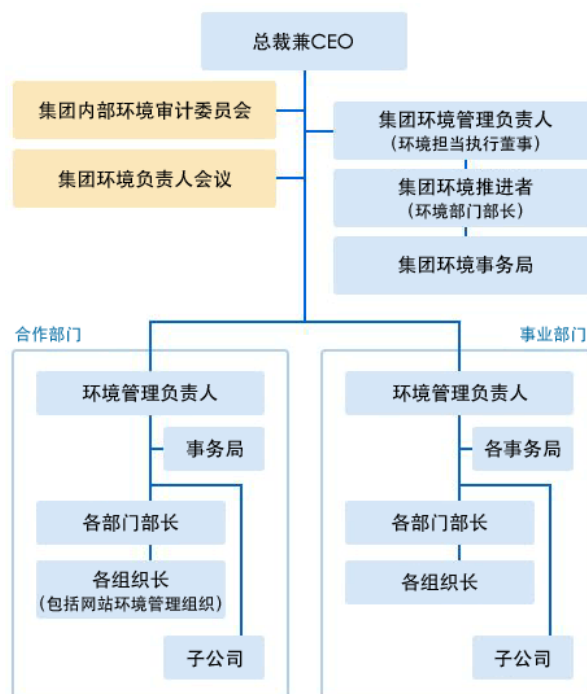 总裁兼CEO
集团内部环境审计委员会
集团环境管理负责人
（环境担当执行董事）
集团环境负责人会议
集团环境推进者
（环境部门部长）
集团环境事务局
合作部门
事业部门
环境管理负责人
事务局
各部门部长
各组织长
（包括网站环境管理组织）
子公司
环境管理负责人
各事务局
各部门部长
各组织长
子公司